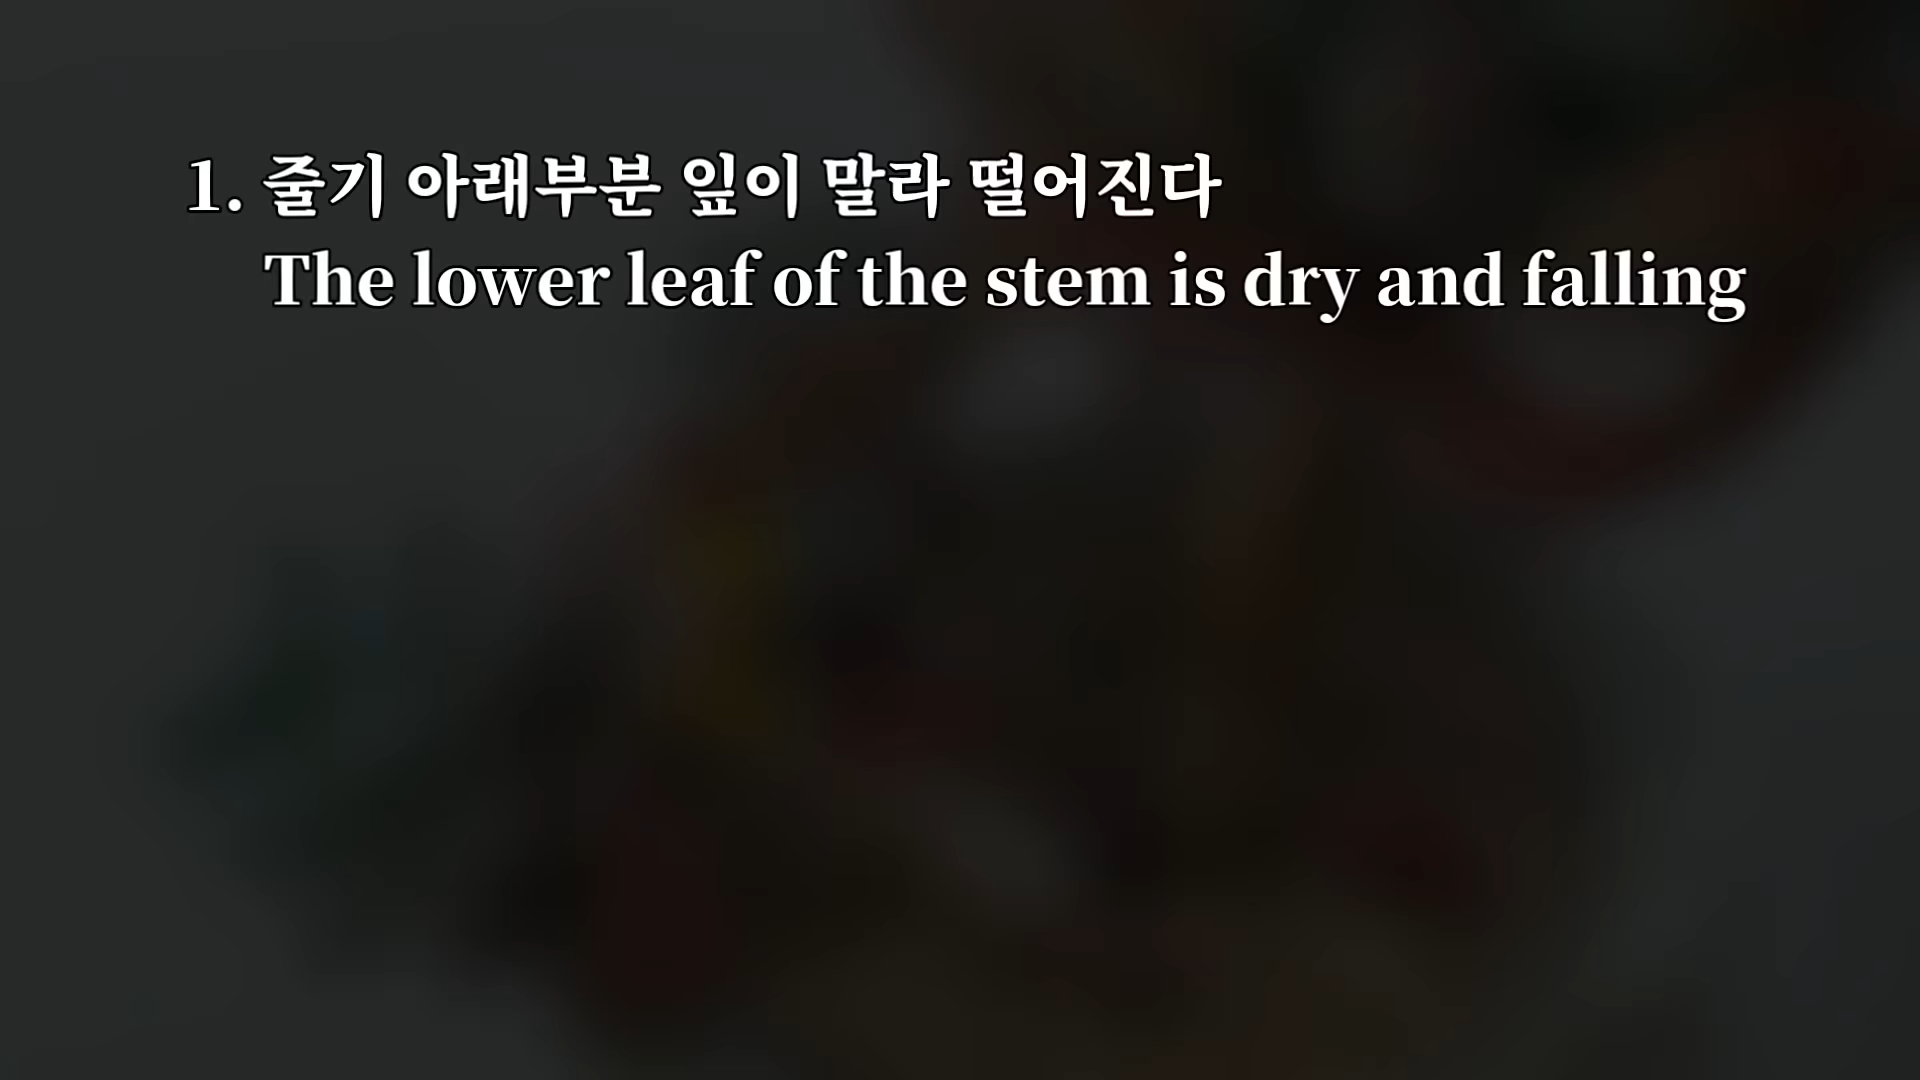 1. 줄기 아래부분 잎이 말라 떨어진다
The lower leaf of the stem is dry and falling